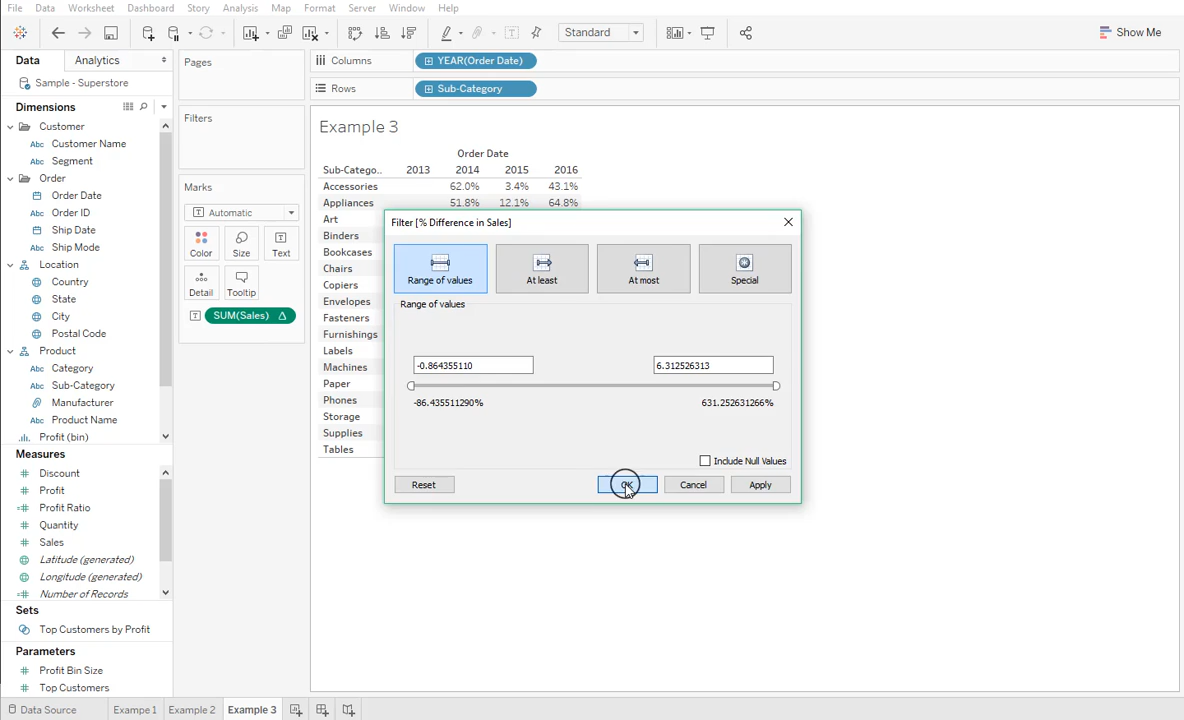 File Data Worksheet Dashboard Story Analysis Map Format Server Window Help
Standard
Show Me
Data Analytics
Sample - Superstore
Dimensions
Customer
Abc Customer Name
Abc Segment
Order
Order Date
Abc Order ID
Ship Date
Abc Ship Mode
Location
Country
State
City
Postal Code
Product
Abc Category
Abc Sub-Category
Manufacturer
Abc Product Name
Profit (bin)
Measures
# Discount
# Profit
=# Profit Ratio
# Quantity
# Sales
Latitude (generated)
Longitude (generated)
=# Number of Records
Sets
Top Customers by Profit
Parameters
# Profit Bin Size
# Top Customers
Pages
Filters
Marks
T Automatic
Color Size Text
Detail Tooltip
SUM(Sales) Δ
Columns YEAR(Order Date)
Rows Sub-Category
Example 3
Order Date
Sub-Catego.. 2013 2014 2015 2016
Accessories 62.0% 3.4% 43.1%
Appliances 51.8% 12.1% 64.8%
Art
Binders
Bookcases
Chairs
Copiers
Envelopes
Fasteners
Furnishings
Labels
Machines
Paper
Phones
Storage
Supplies
Tables
Filter [% Difference in Sales]
Range of values At least At most Special
Range of values
-0.864355110 6.312526313
-86.435511290% 631.252631266%
Include Null Values
Reset OK Cancel Apply
Data Source Exampe 1 Example 2 Example 3